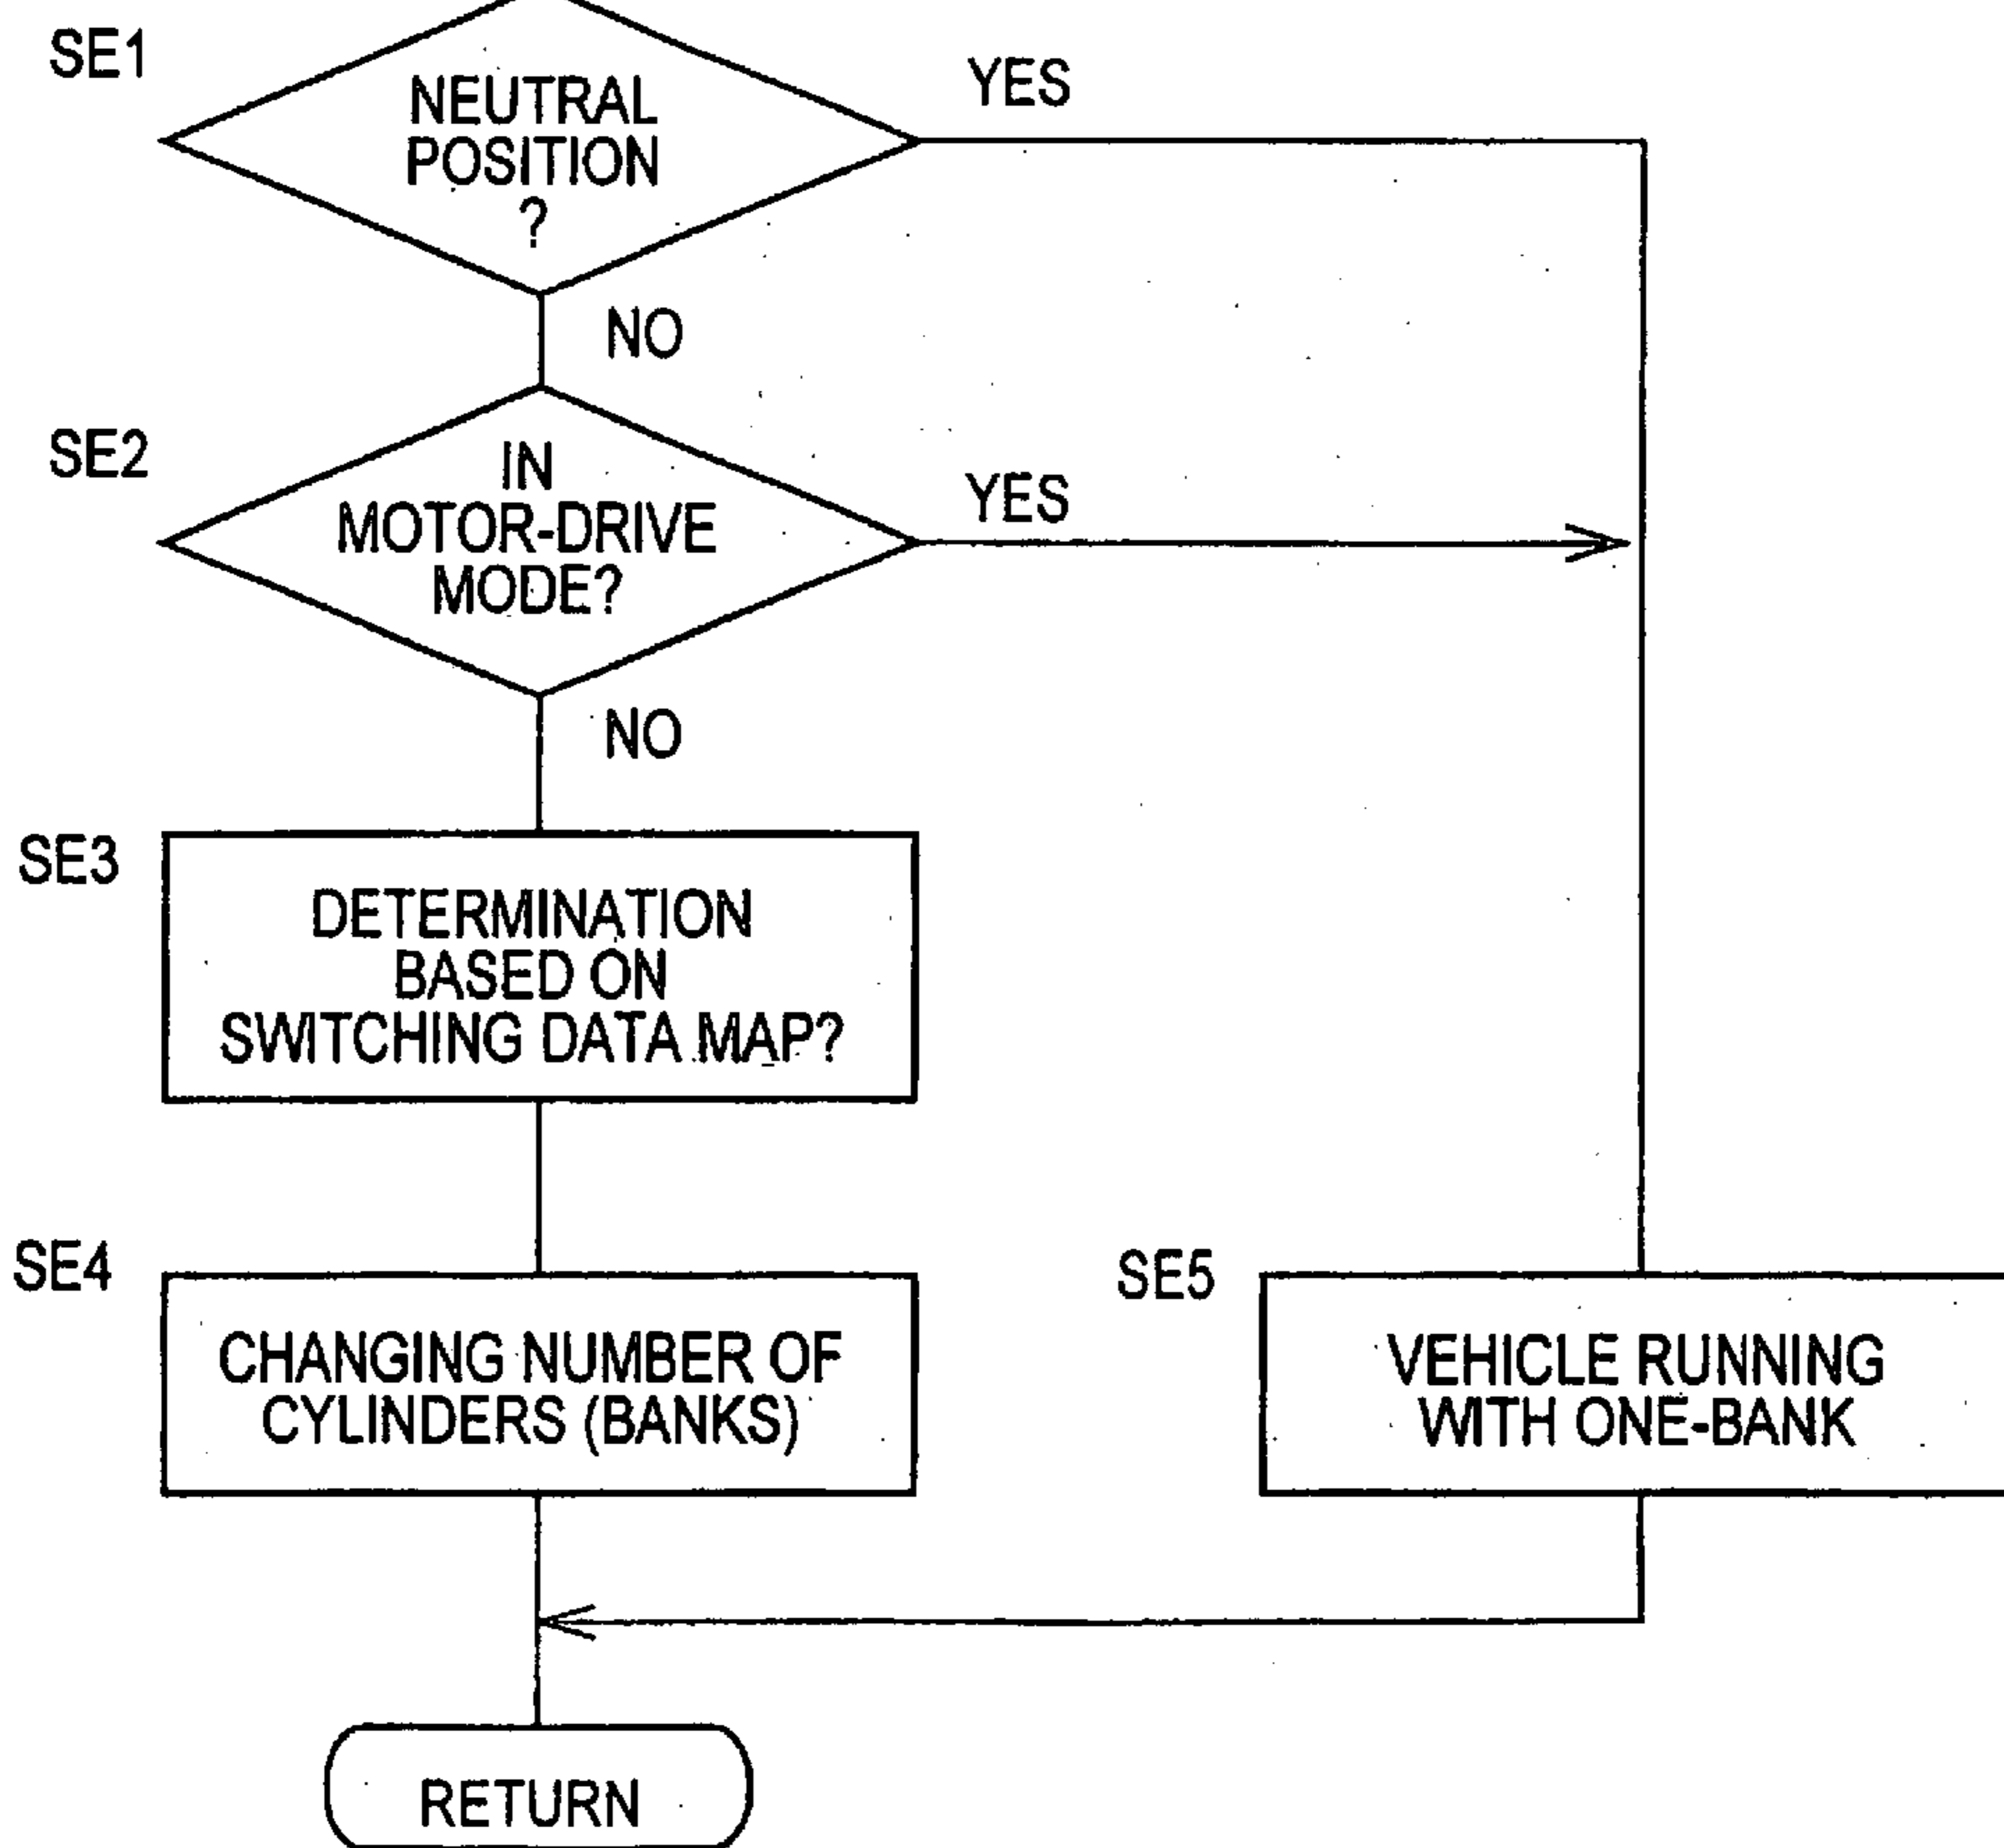 SE1
NEUTRAL
POSITION
?
YES
NO
SE2
IN
MOTOR-DRIVE
MODE?
YES
NO
SE3
DETERMINATION
BASED ON
SWITCHING DATA MAP?
SE4
CHANGING NUMBER OF
CYLINDERS (BANKS)
SE5
VEHICLE RUNNING
WITH ONE-BANK
RETURN